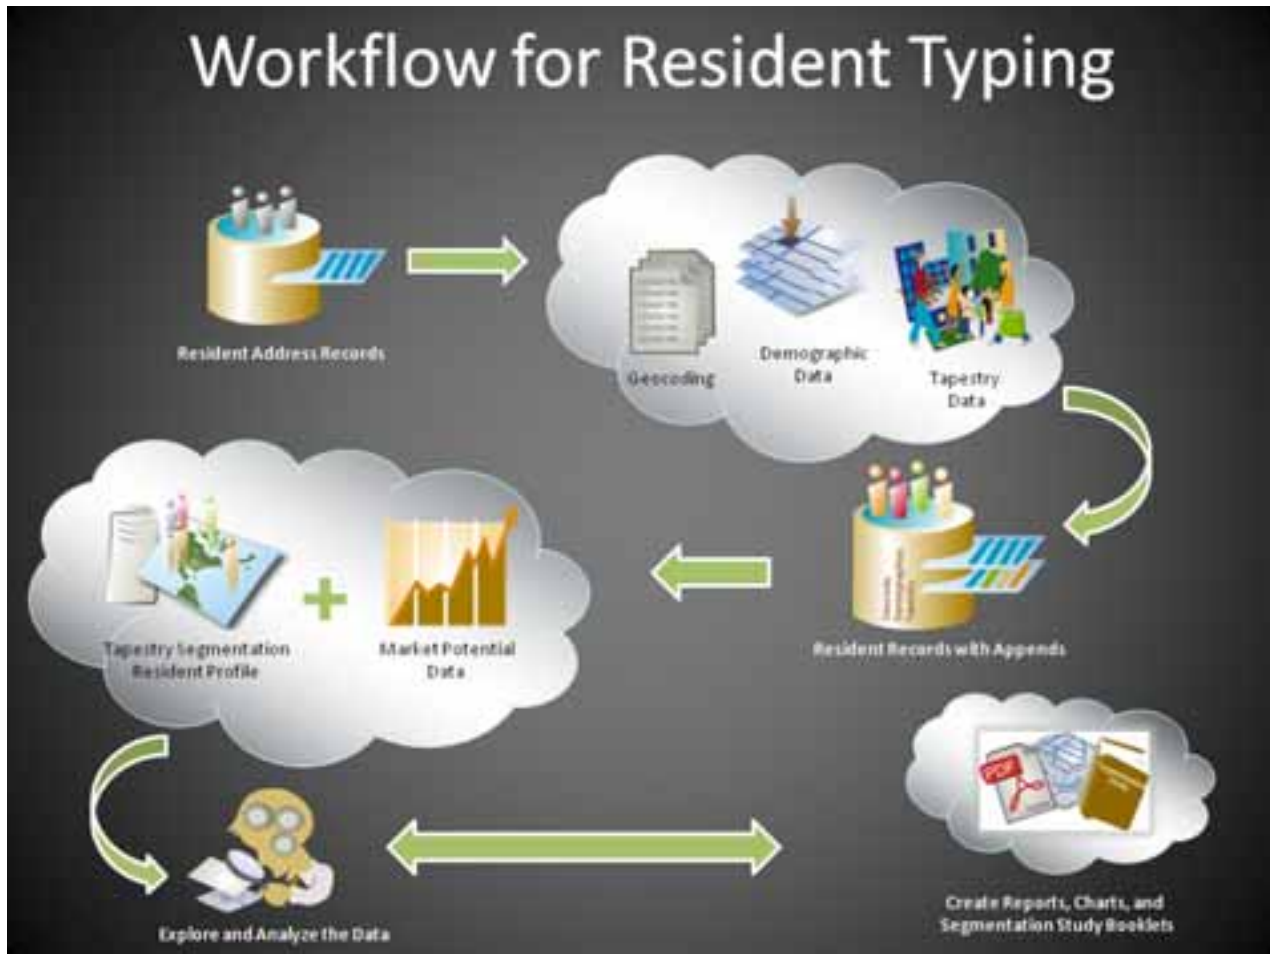 Workflow for Resident Typing
Resident Address Records
Geocoding
Demographic
Data
Tapestry
Data
Resident Records with Appends
Tapestry Segmentation
Resident Profile
Market Potential
Data
PDF
Explore and Analyze the Data
Create Reports, Charts, and
Segmentation Study Booklets